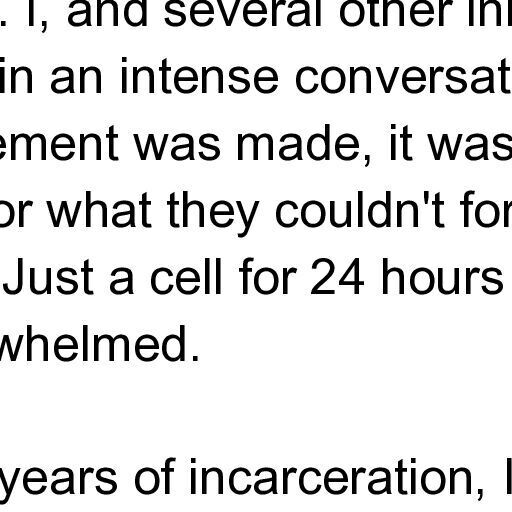 . I, and several other in
in an intense conversat
ement was made, it was
or what they couldn't for
Just a cell for 24 hours
whelmed.
years of incarceration, I